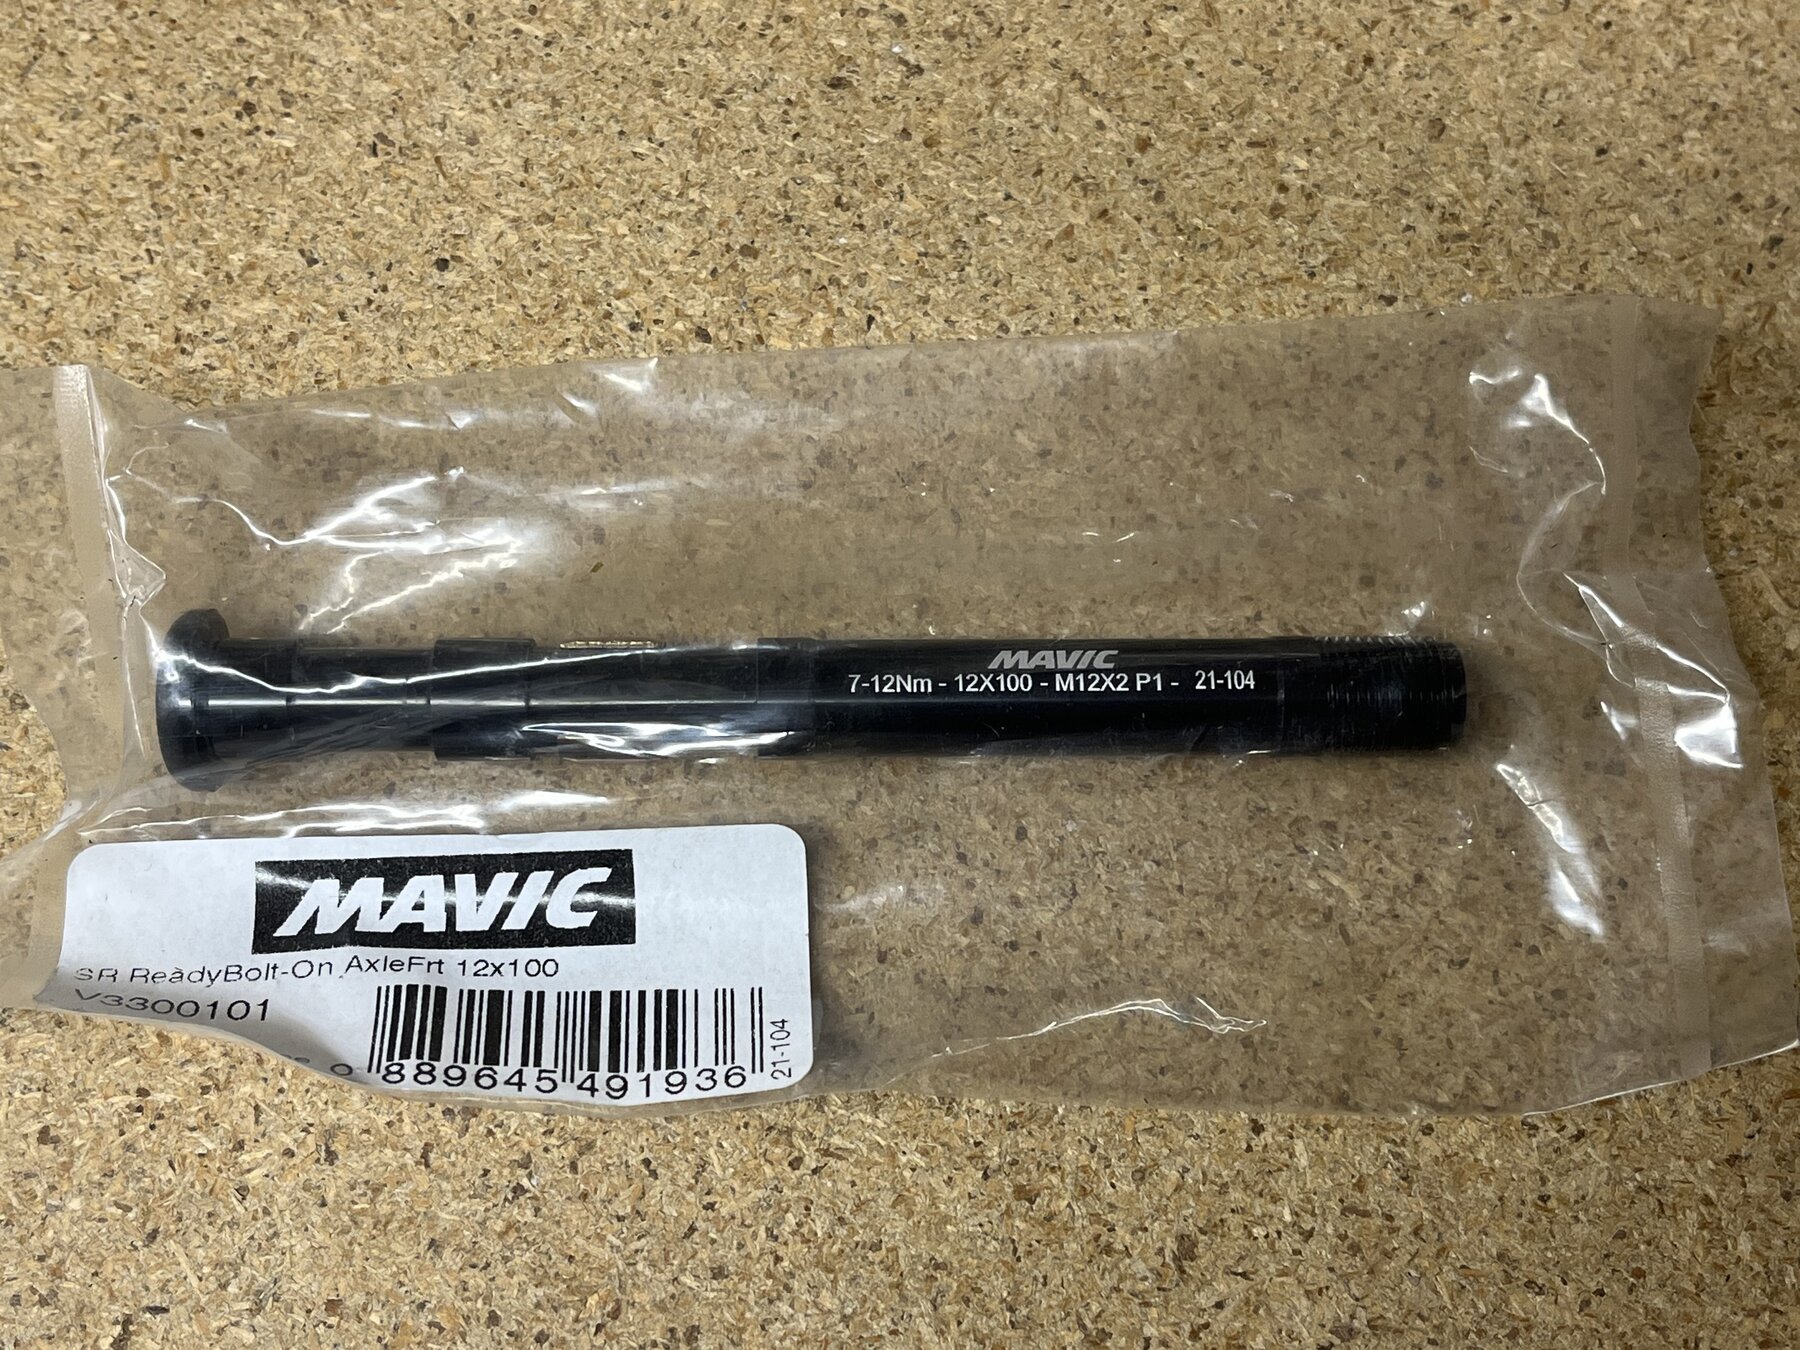 MAVIC
7-12Nm - 12X100 - M12X2 P1 - 21-104
MAVIC
SR ReadyBolt-On AxleFrt 12x100
V3300101
0 889645 491936
21-104